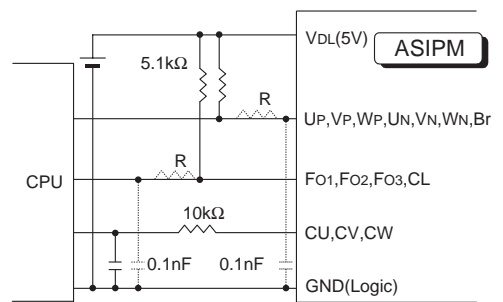 VDL(5V)
ASIPM
5.1kΩ
R
UP,VP,WP,UN,VN,WN,Br
R
CPU
FO1,FO2,FO3,CL
10kΩ
CU,CV,CW
0.1nF
0.1nF
GND(Logic)